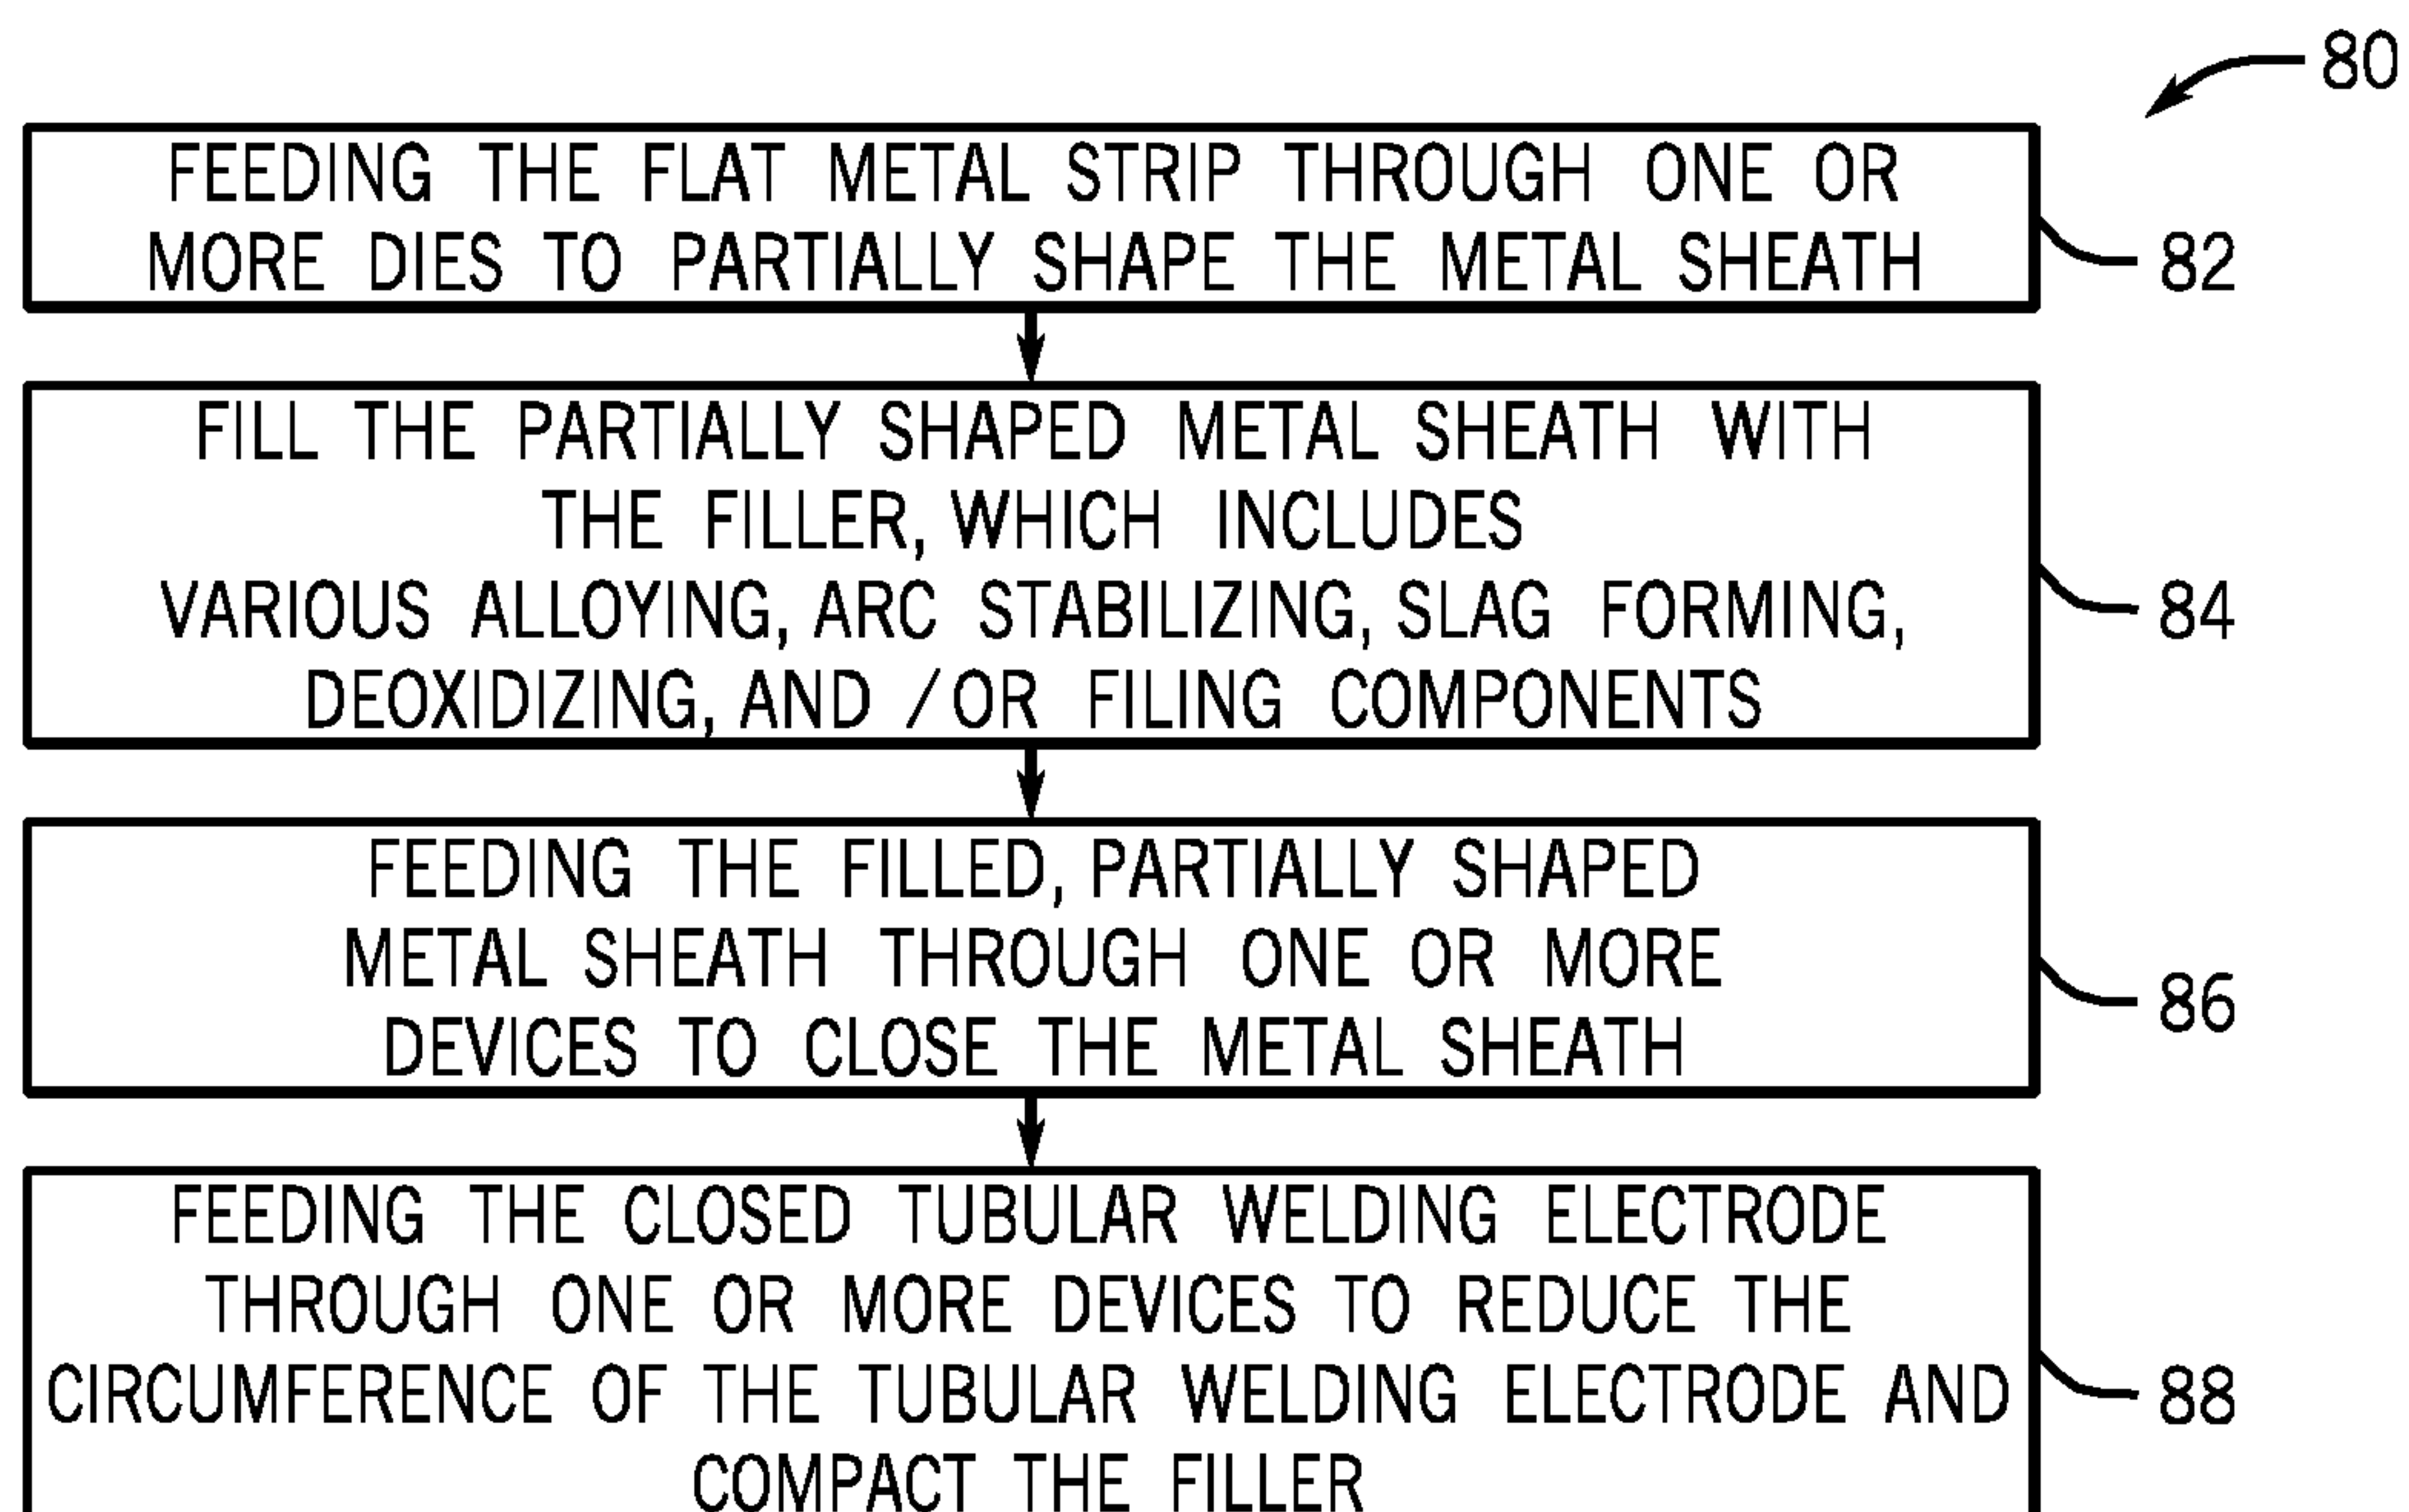 80
FEEDING THE FLAT METAL STRIP THROUGH ONE OR
MORE DIES TO PARTIALLY SHAPE THE METAL SHEATH
82
FILL THE PARTIALLY SHAPED METAL SHEATH WITH
THE FILLER, WHICH INCLUDES
VARIOUS ALLOYING, ARC STABILIZING, SLAG FORMING,
DEOXIDIZING, AND /OR FILING COMPONENTS
84
FEEDING THE FILLED, PARTIALLY SHAPED
METAL SHEATH THROUGH ONE OR MORE
DEVICES TO CLOSE THE METAL SHEATH
86
FEEDING THE CLOSED TUBULAR WELDING ELECTRODE
THROUGH ONE OR MORE DEVICES TO REDUCE THE
CIRCUMFERENCE OF THE TUBULAR WELDING ELECTRODE AND
COMPACT THE FILLER
88